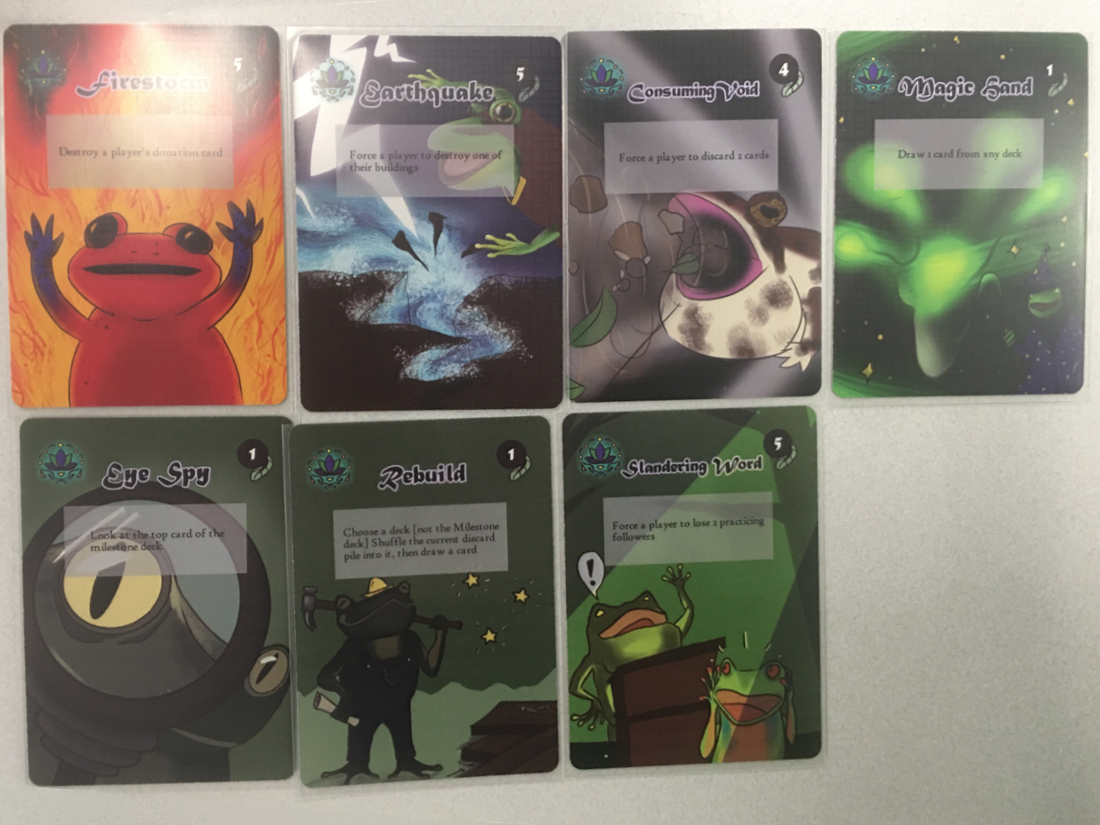 Firestorm
5
Destroy a player's donation card
Earthquake
5
Force a player to destroy one of
their buildings
Consuming Void
4
Force a player to discard 2 cards
Magic Hand
1
Draw 1 card from any deck
Eye Spy
1
Look at the top card of the
milestone deck
Rebuild
1
Choose a deck [not the Milestone
deck] Shuffle the current discard
pile into it, then draw a card
Slandering Word
5
Force a player to lose 2 practicing
followers
!